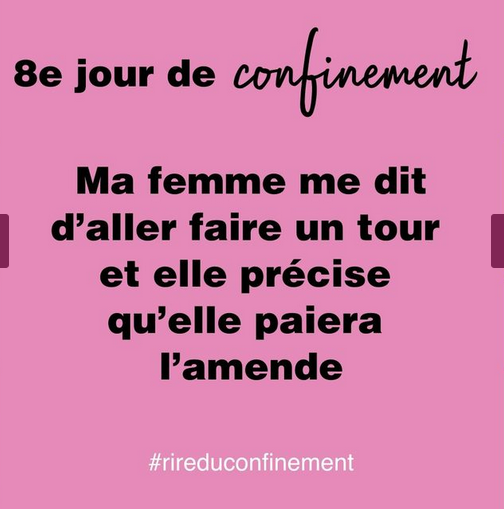 8e jour de confinement
Ma femme me dit
d’aller faire un tour
et elle précise
qu’elle paiera
l’amende
#rireduconfinement